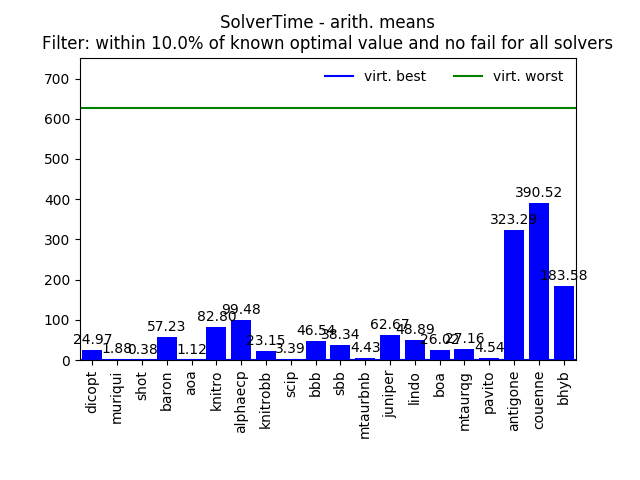 SolverTime - arith. means
Filter: within 10.0% of known optimal value and no fail for all solvers
virt. best
virt. worst
700
600
500
400
300
200
100
0
24.97
1.88
0.38
57.23
1.12
82.80
99.48
23.15
3.39
46.54
38.34
4.43
62.67
48.89
26.02
27.16
4.54
323.29
390.52
183.58
dicopt
muriqui
shot
baron
aoa
knitro
alphaecp
knitrobb
scip
bbb
sbb
mtaurbnb
juniper
lindo
boa
mtaurqg
pavito
antigone
couenne
bhyb